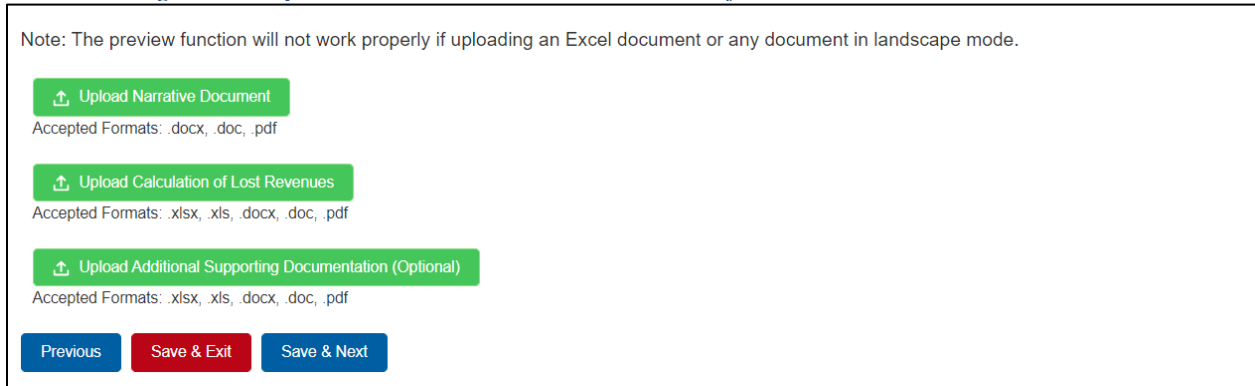 Note: The preview function will not work properly if uploading an Excel document or any document in landscape mode.
Upload Narrative Document
Accepted Formats: .docx, .doc, .pdf
Upload Calculation of Lost Revenues
Accepted Formats: .xlsx, .xls, .docx, .doc, .pdf
Upload Additional Supporting Documentation (Optional)
Accepted Formats: .xlsx, .xls, .docx, .doc, .pdf
Previous Save & Exit Save & Next